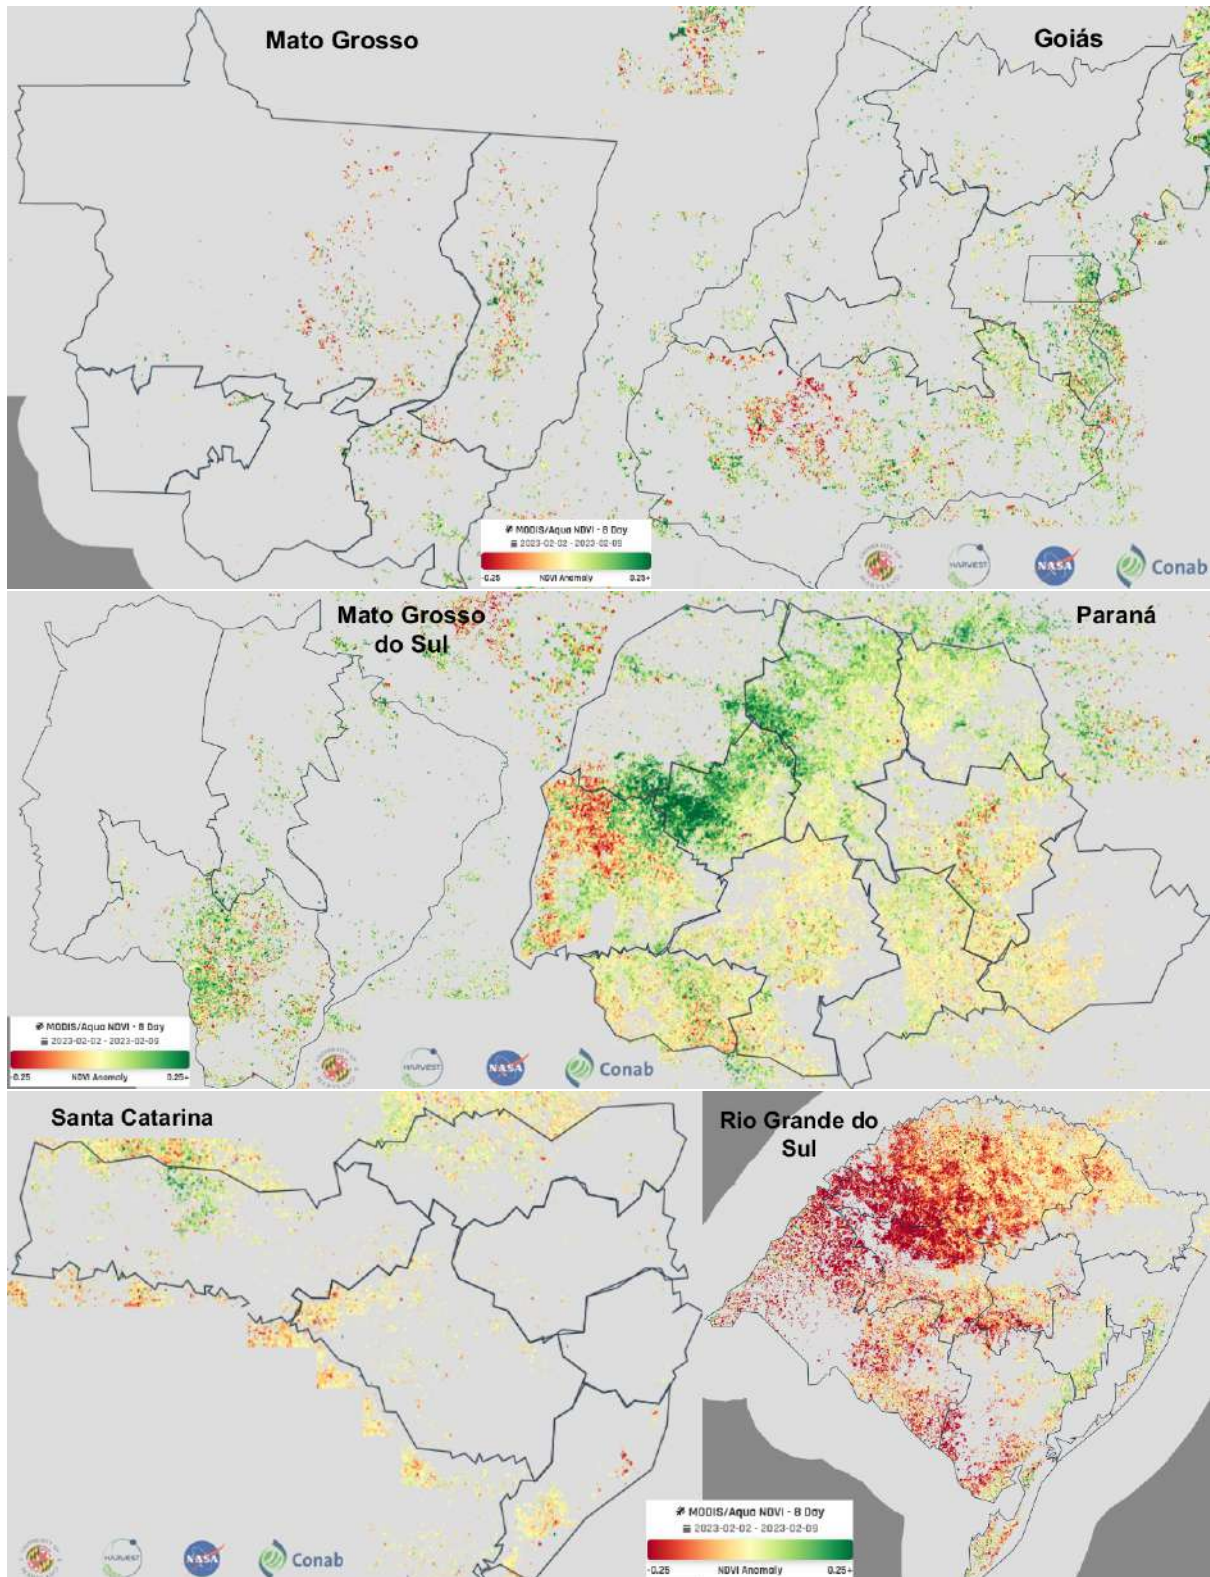 Mato Grosso
Goiás
MODIS/Aqua NDVI - 8 Day
2023-02-02 - 2023-02-09
-0.25 NDVI Anomaly 0.25+
HARVEST
NASA
Conab
Mato Grosso
do Sul
Paraná
MODIS/Aqua NDVI - 8 Day
2023-02-02 - 2023-02-09
-0.25 NDVI Anomaly 0.25+
HARVEST
NASA
Conab
Santa Catarina
Rio Grande do
Sul
MODIS/Aqua NDVI - 8 Day
2023-02-02 - 2023-02-09
-0.25 NDVI Anomaly 0.25+
HARVEST
NASA
Conab